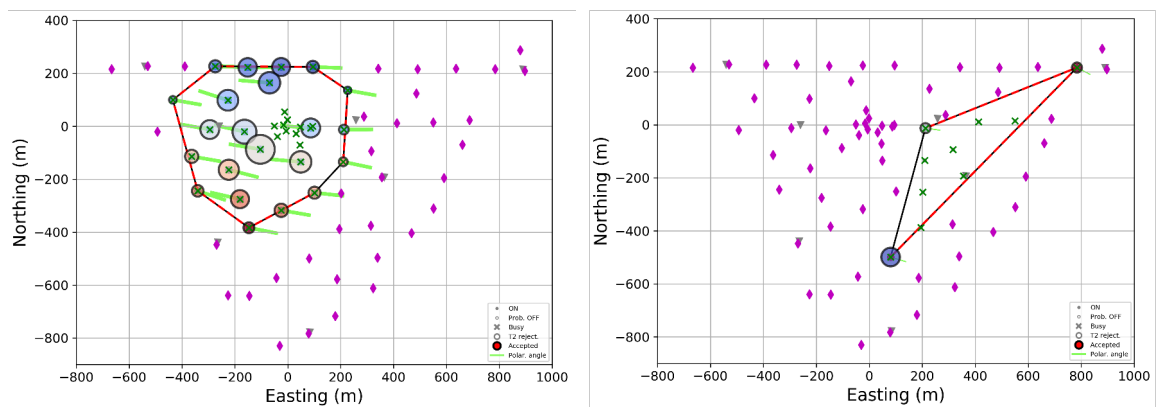 400
200
0
−200
−400
−600
−800
−800
−600
−400
−200
0
200
400
600
800
1000
Northing (m)
Easting (m)
ON
Prob. OFF
Busy
T2 reject.
Accepted
Polar. angle
400
200
0
−200
−400
−600
−800
−800
−600
−400
−200
0
200
400
600
800
1000
Northing (m)
Easting (m)
ON
Prob. OFF
Busy
T2 reject.
Accepted
Polar. angle